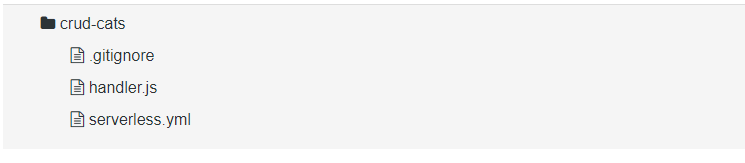 crud-cats
.gitignore
handler.js
serverless.yml